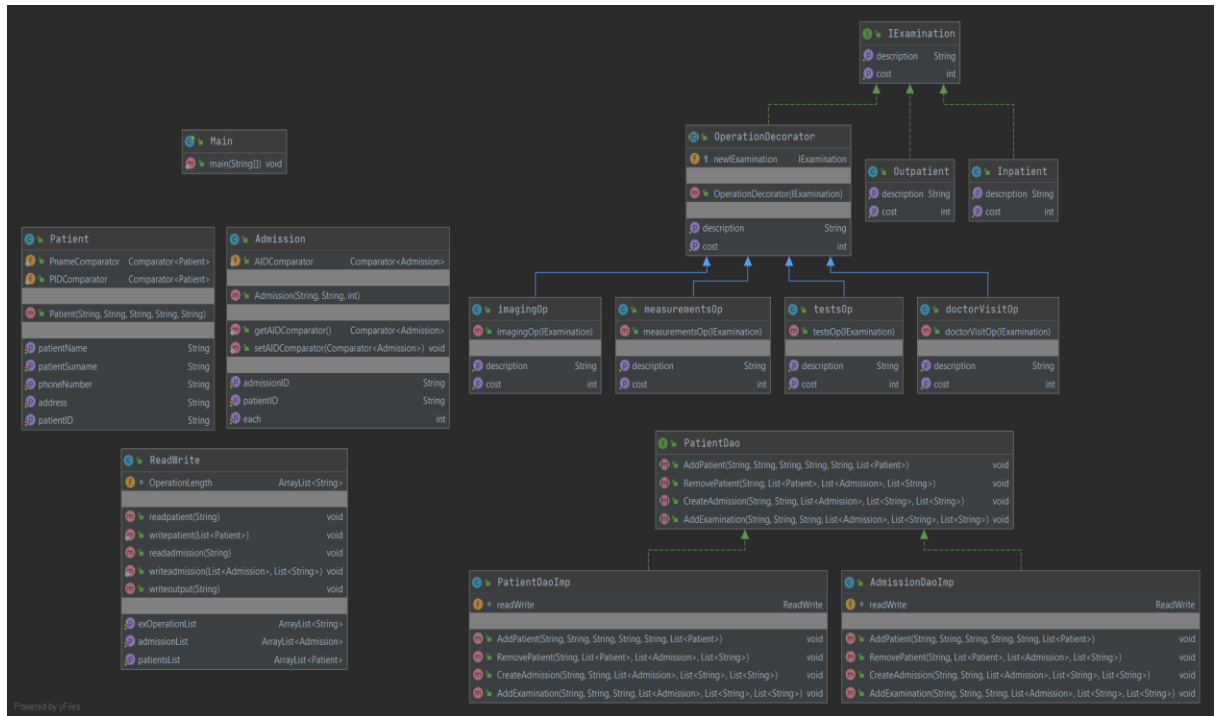 IExamination
description String
cost int
Main
main(String[]) void
OperationDecorator
newIExamination IExamination
OperationDecorator(IExamination)
description String
cost int
Outpatient
description String
cost int
Inpatient
description String
cost int
Patient
PnameComparator Comparator<Patient>
PIDComparator Comparator<Patient>
Patient(String, String, String, String, String)
patientName String
patientSurname String
phoneNumber String
address String
patientID String
Admission
AIDComparator Comparator<Admission>
Admission(String, String, int)
getAIDComparator() Comparator<Admission>
setAIDComparator(Comparator<Admission>) void
admissionID String
patientID String
each int
imagingOp
imagingOp(IExamination)
description String
cost int
measurementsOp
measurementsOp(IExamination)
description String
cost int
testsOp
testsOp(IExamination)
description String
cost int
doctorVisitOp
doctorVisitOp(IExamination)
description String
cost int
ReadWrite
OperationLength ArrayList<String>
readpatient(String) void
writepatient(List<Patient>) void
readadmission(String) void
writeadmission(List<Admission>, List<String>) void
writeoutput(String) void
exOperationList ArrayList<String>
admissionList ArrayList<Admission>
patientsList ArrayList<Patient>
PatientDao
AddPatient(String, String, String, String, String, List<Patient>) void
RemovePatient(String, List<Patient>, List<Admission>, List<String>) void
CreateAdmission(String, String, List<Admission>, List<String>, List<String>) void
AddExamination(String, String, String, List<Admission>, List<String>, List<String>) void
PatientDaoImp
readWrite ReadWrite
AddPatient(String, String, String, String, String, List<Patient>) void
RemovePatient(String, List<Patient>, List<Admission>, List<String>) void
CreateAdmission(String, String, List<Admission>, List<String>, List<String>) void
AddExamination(String, String, String, List<Admission>, List<String>, List<String>) void
AdmissionDaoImp
readWrite ReadWrite
AddPatient(String, String, String, String, String, List<Patient>) void
RemovePatient(String, List<Patient>, List<Admission>, List<String>) void
CreateAdmission(String, String, List<Admission>, List<String>, List<String>) void
AddExamination(String, String, String, List<Admission>, List<String>, List<String>) void
Powered by yFiles